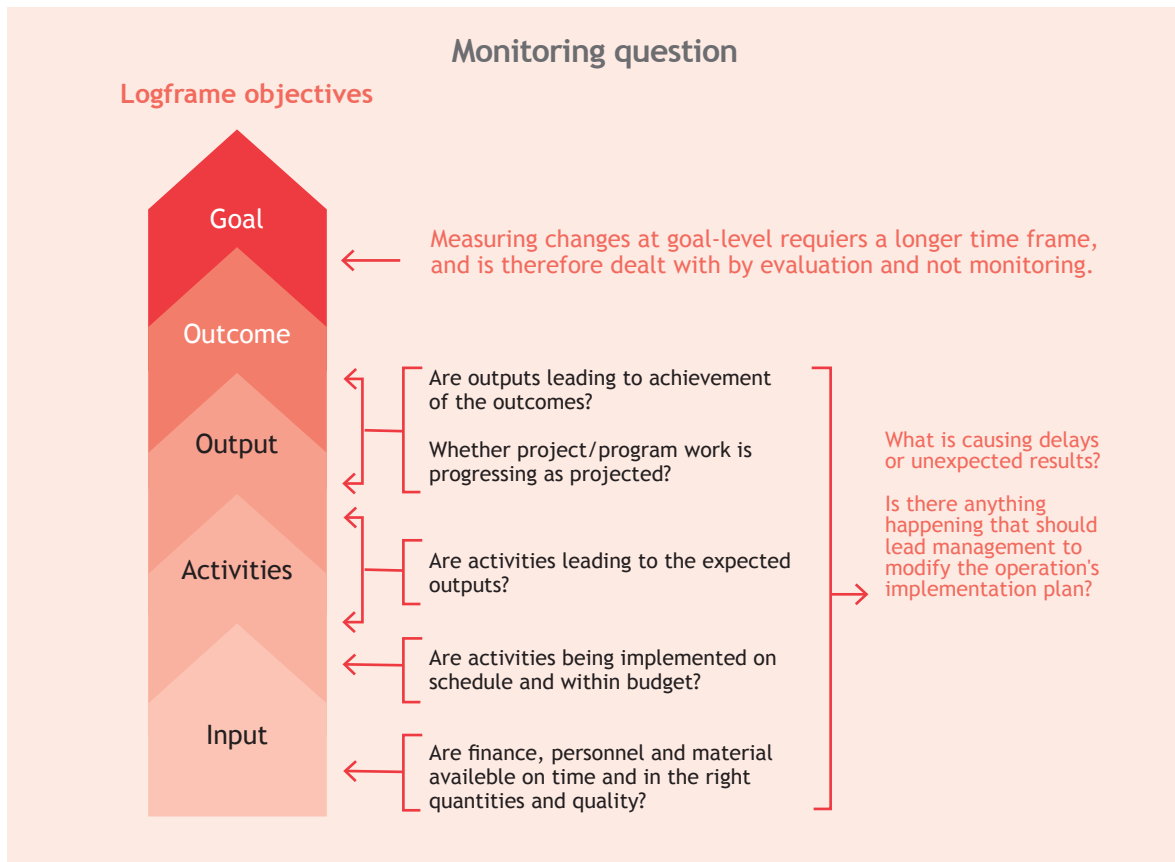 Monitoring question
Logframe objectives
Goal
Measuring changes at goal-level requiers a longer time frame,
and is therefore dealt with by evaluation and not monitoring.
Outcome
Are outputs leading to achievement
of the outcomes?
Whether project/program work is
progressing as projected?
Output
What is causing delays
or unexpected results?
Is there anything
happening that should
lead management to
modify the operation's
implementation plan?
Activities
Are activities leading to the expected
outputs?
Are activities being implemented on
schedule and within budget?
Input
Are finance, personnel and material
availeble on time and in the right
quantities and quality?